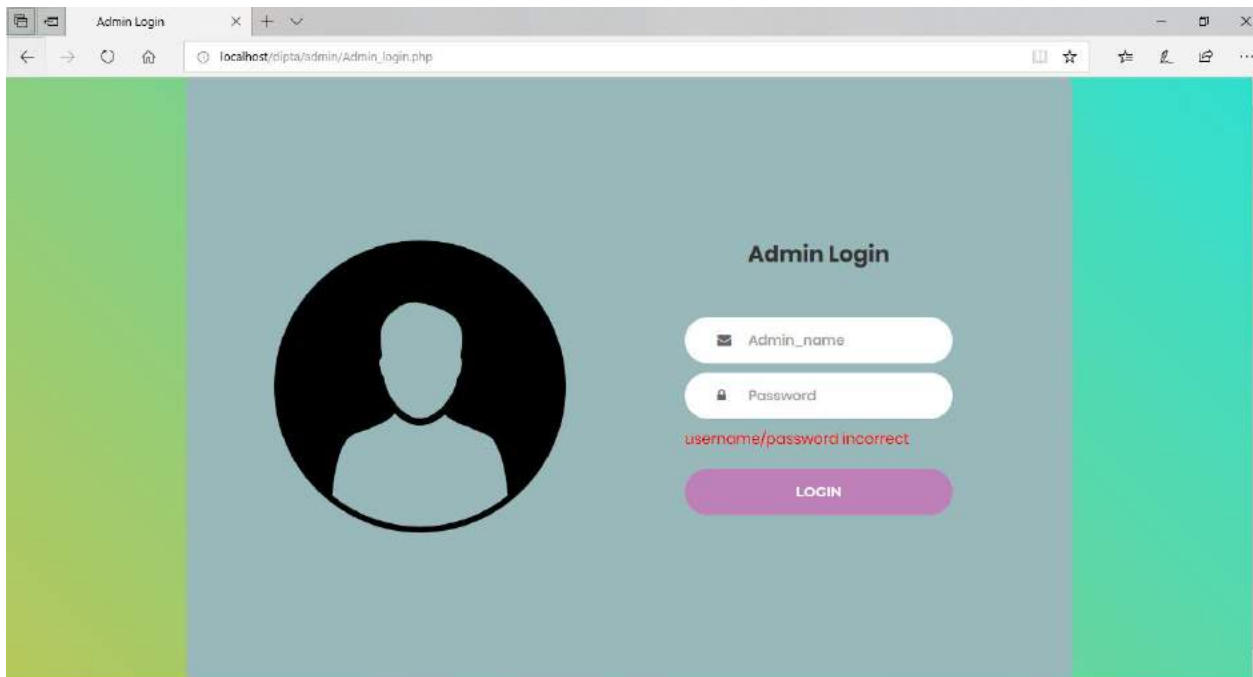 Admin Login
localhost/dipta/admin/Admin_login.php
Admin Login
Admin_name
Password
username/password incorrect
LOGIN